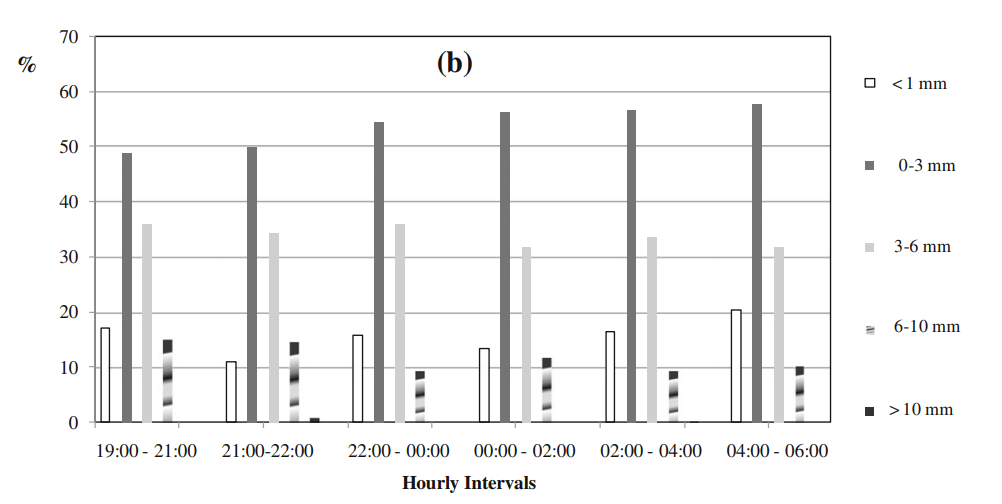 70
%
(b)
60
50
40
30
20
10
0
<1 mm
0-3 mm
3-6 mm
6-10 mm
>10 mm
19:00 - 21:00 21:00-22:00 22:00 - 00:00 00:00 - 02:00 02:00 - 04:00 04:00 - 06:00
Hourly Intervals